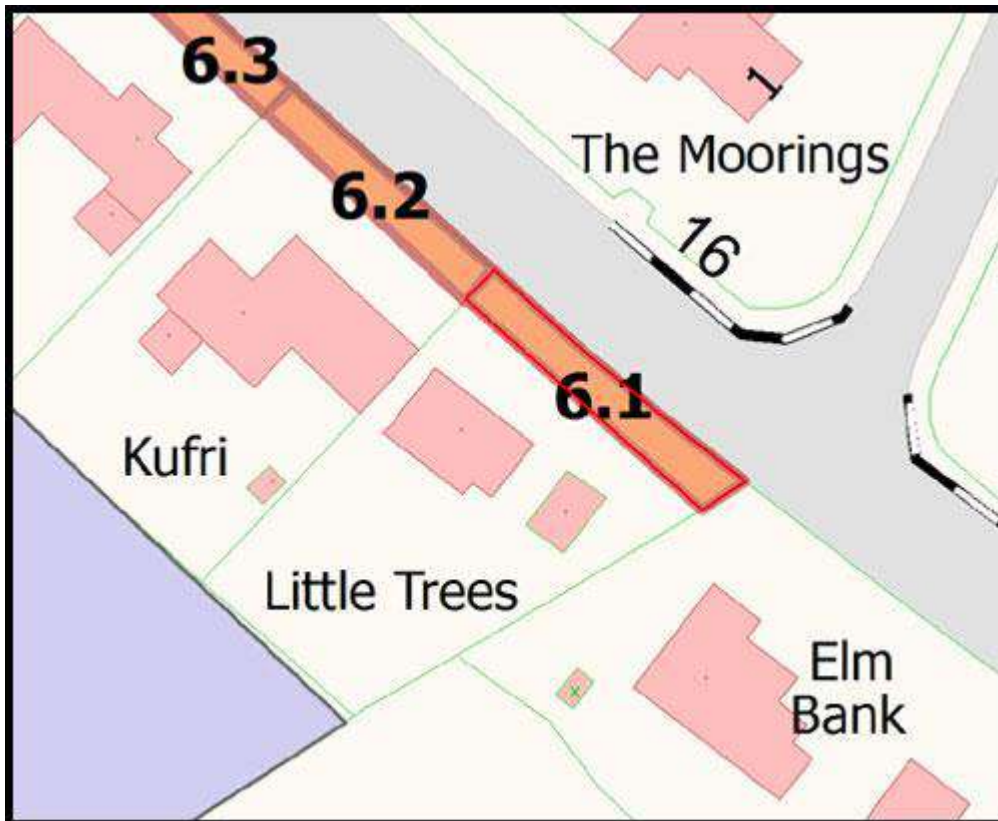 6.3
1
The Moorings
6.2
16
6.1
Kufri
Little Trees
Elm
Bank